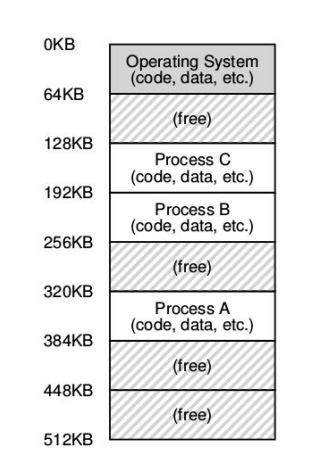 0KB
Operating System
(code, data, etc.)
64KB
(free)
128KB
Process C
(code, data, etc.)
192KB
Process B
(code, data, etc.)
256KB
(free)
320KB
Process A
(code, data, etc.)
384KB
(free)
448KB
(free)
512KB